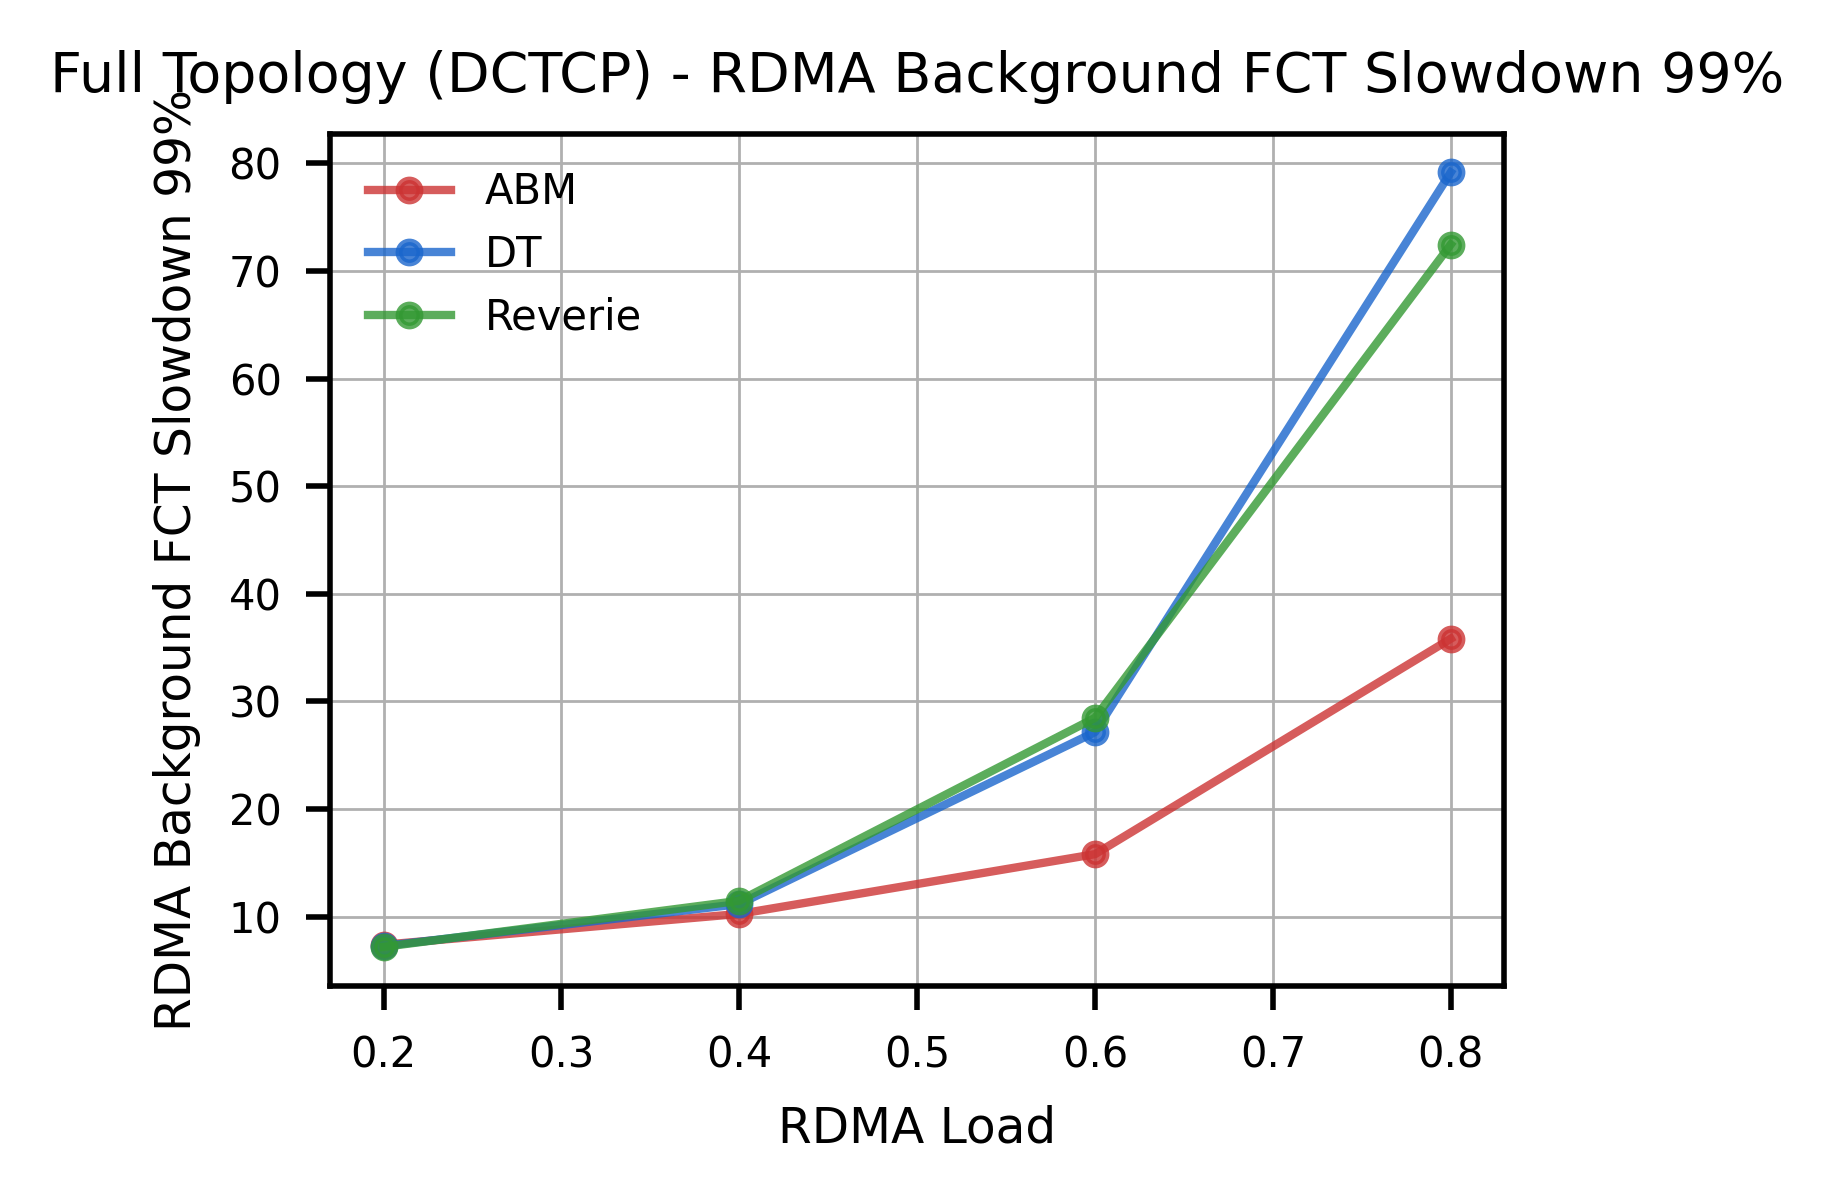 Full Topology (DCTCP) - RDMA Background FCT Slowdown 99%
RDMA Background FCT Slowdown 99%
80
70
60
50
40
30
20
10
ABM
DT
Reverie
0.2 0.3 0.4 0.5 0.6 0.7 0.8
RDMA Load